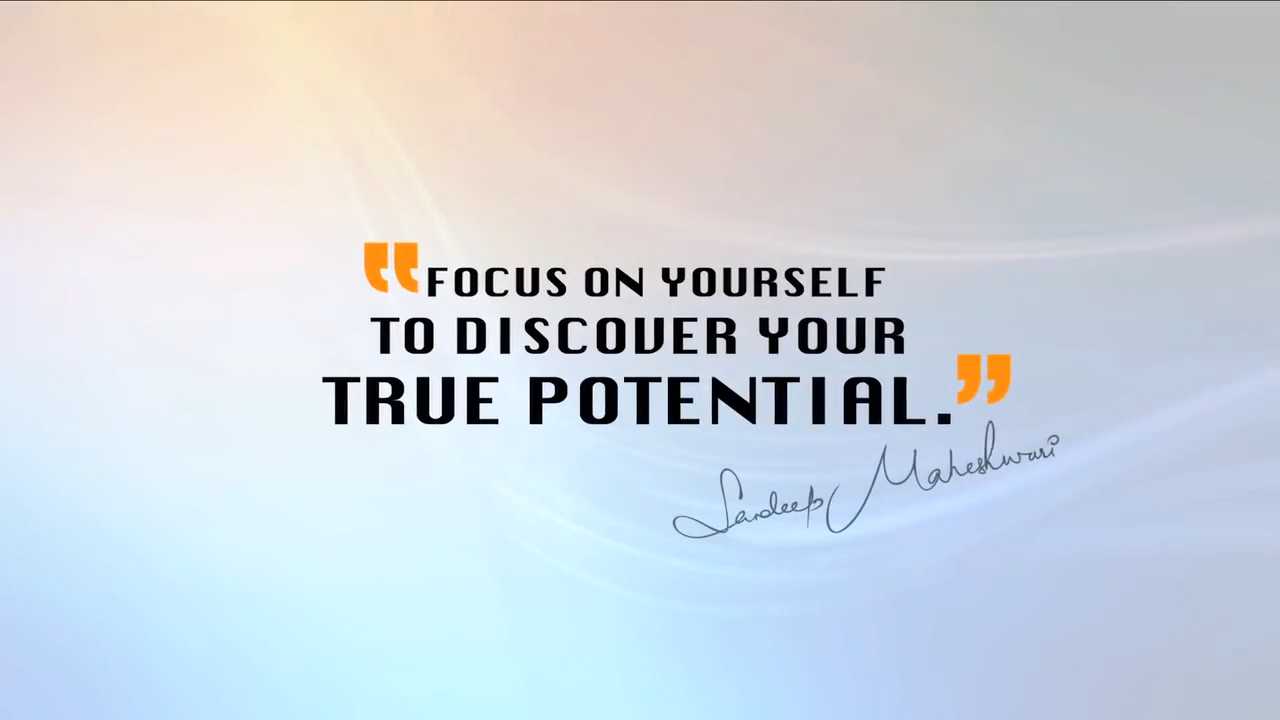 “FOCUS ON YOURSELF
TO DISCOVER YOUR
TRUE POTENTIAL.”
Sandeep Maheshwari